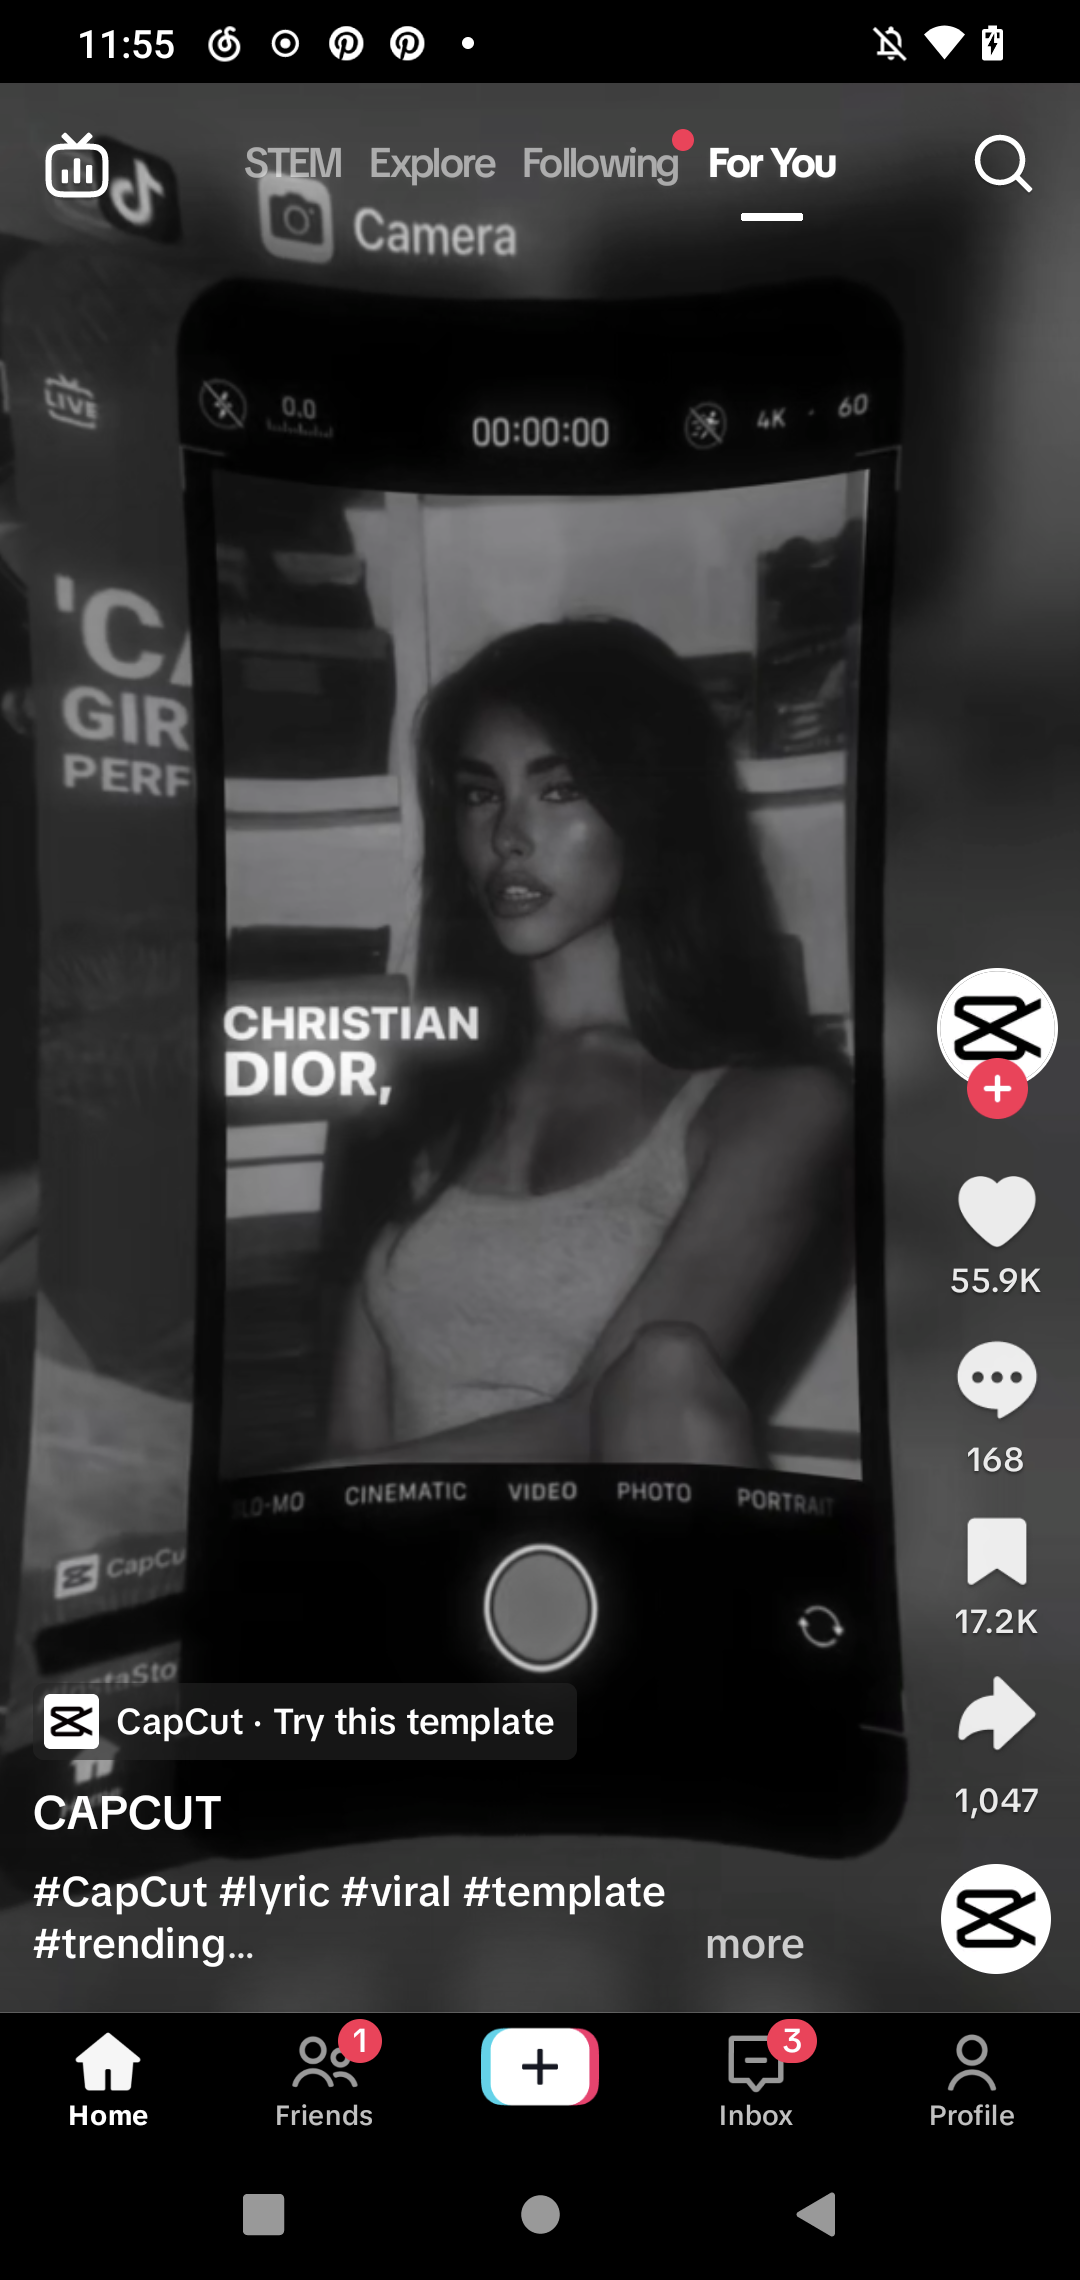 11:55
STEM Explore Following For You
Camera
LIVE
0.0
00:00:00
4K · 60
'CA
GIR
PERF
CHRISTIAN
DIOR,
55.9K
168
17.2K
1,047
LO-MO CINEMATIC VIDEO PHOTO PORTRAIT
CapCu
InstaSto
CapCut · Try this template
CAPCUT
#CapCut #lyric #viral #template
#trending... more
Home
1
Friends
3
Inbox
Profile